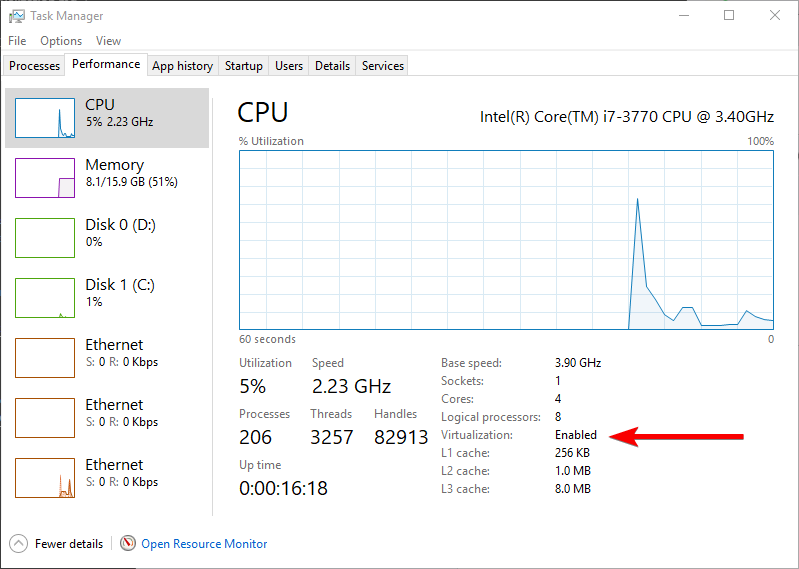 Task Manager
File Options View
Processes Performance App history Startup Users Details Services
CPU
5% 2.23 GHz
Memory
8.1/15.9 GB (51%)
Disk 0 (D:)
0%
Disk 1 (C:)
1%
Ethernet
S: 0 R: 0 Kbps
Ethernet
S: 0 R: 0 Kbps
Ethernet
S: 0 R: 0 Kbps
CPU Intel(R) Core(TM) i7-3770 CPU @ 3.40GHz
% Utilization 100%
60 seconds 0
Utilization Speed
5% 2.23 GHz
Processes Threads Handles
206 3257 82913
Up time
0:00:16:18
Base speed: 3.90 GHz
Sockets: 1
Cores: 4
Logical processors: 8
Virtualization: Enabled
L1 cache: 256 KB
L2 cache: 1.0 MB
L3 cache: 8.0 MB
Fewer details Open Resource Monitor